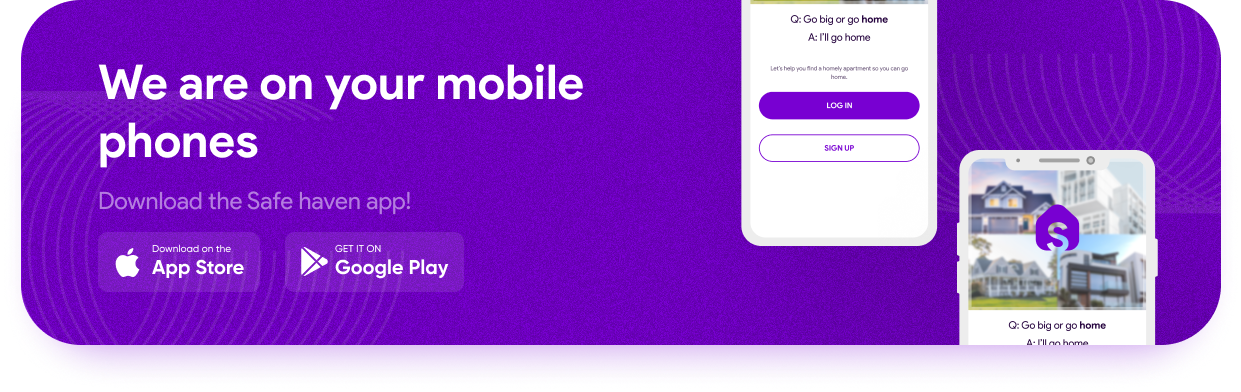 We are on your mobile
phones
Download the Safe haven app!
Download on the
App Store
GET IT ON
Google Play
Q: Go big or go home
A: I'll go home
Let's help you find a homely apartment so you can go
home.
LOG IN
SIGN UP
S
Q: Go big or go home
A: I'll go home